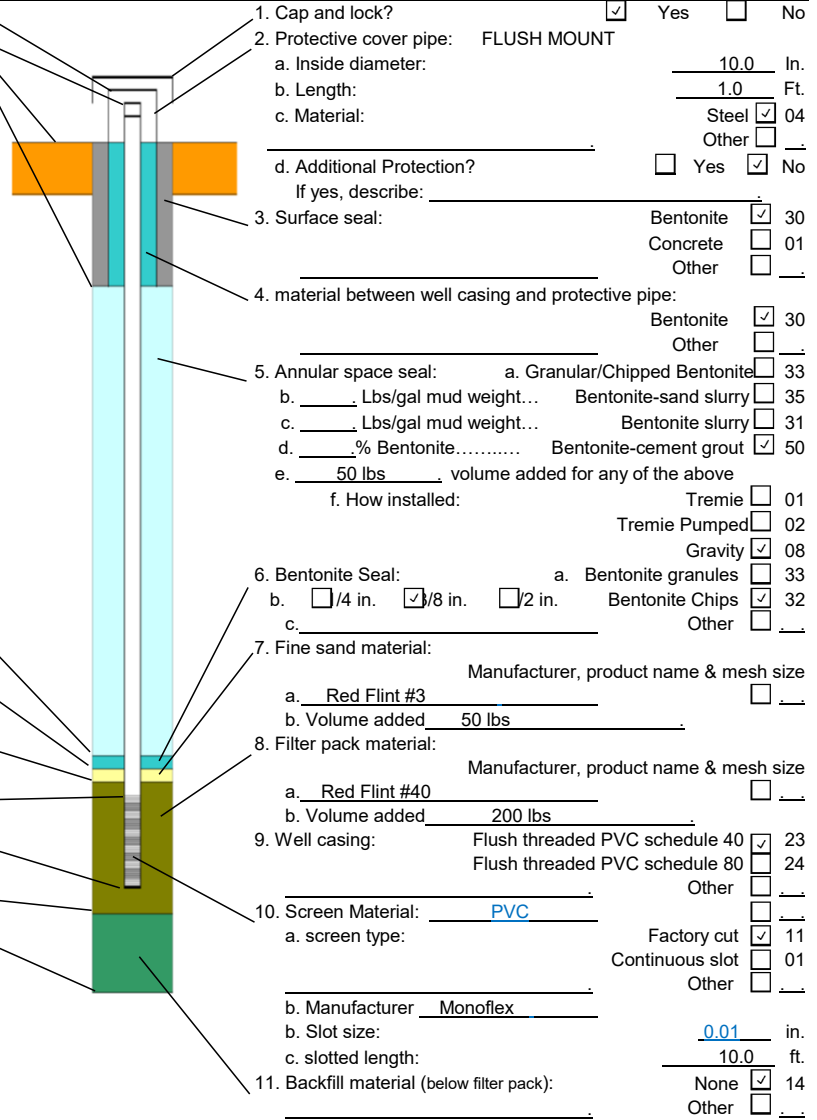 1. Cap and lock? ☑ Yes ☐ No
2. Protective cover pipe: FLUSH MOUNT
a. Inside diameter: 10.0 In.
b. Length: 1.0 Ft.
c. Material: Steel ☑ 04
. Other ☐ .
d. Additional Protection? ☐ Yes ☑ No
If yes, describe: .
3. Surface seal: Bentonite ☑ 30
Concrete ☐ 01
Other ☐ .
4. material between well casing and protective pipe:
Bentonite ☑ 30
Other ☐ .
5. Annular space seal: a. Granular/Chipped Bentonite ☐ 33
b. . Lbs/gal mud weight… Bentonite-sand slurry ☐ 35
c. . Lbs/gal mud weight… Bentonite slurry ☐ 31
d. .% Bentonite…….… Bentonite-cement grout ☑ 50
e. 50 lbs . volume added for any of the above
f. How installed: Tremie ☐ 01
Tremie Pumped ☐ 02
Gravity ☑ 08
6. Bentonite Seal: a. Bentonite granules ☐ 33
b. ☐/4 in. ☑/8 in. ☐/2 in. Bentonite Chips ☑ 32
c. Other ☐ . .
7. Fine sand material:
Manufacturer, product name & mesh size
a. Red Flint #3 ☐ . .
b. Volume added 50 lbs .
8. Filter pack material:
Manufacturer, product name & mesh size
a. Red Flint #40 . ☐ . .
b. Volume added 200 lbs .
9. Well casing: Flush threaded PVC schedule 40 ☑ 23
Flush threaded PVC schedule 80 ☐ 24
. Other ☐ . .
10. Screen Material: PVC ☐ . .
a. screen type: Factory cut ☑ 11
Continuous slot ☐ 01
. Other ☐ . .
b. Manufacturer Monoflex
b. Slot size: 0.01 in.
c. slotted length: 10.0 ft.
11. Backfill material (below filter pack): None ☑ 14
. Other ☐ . .